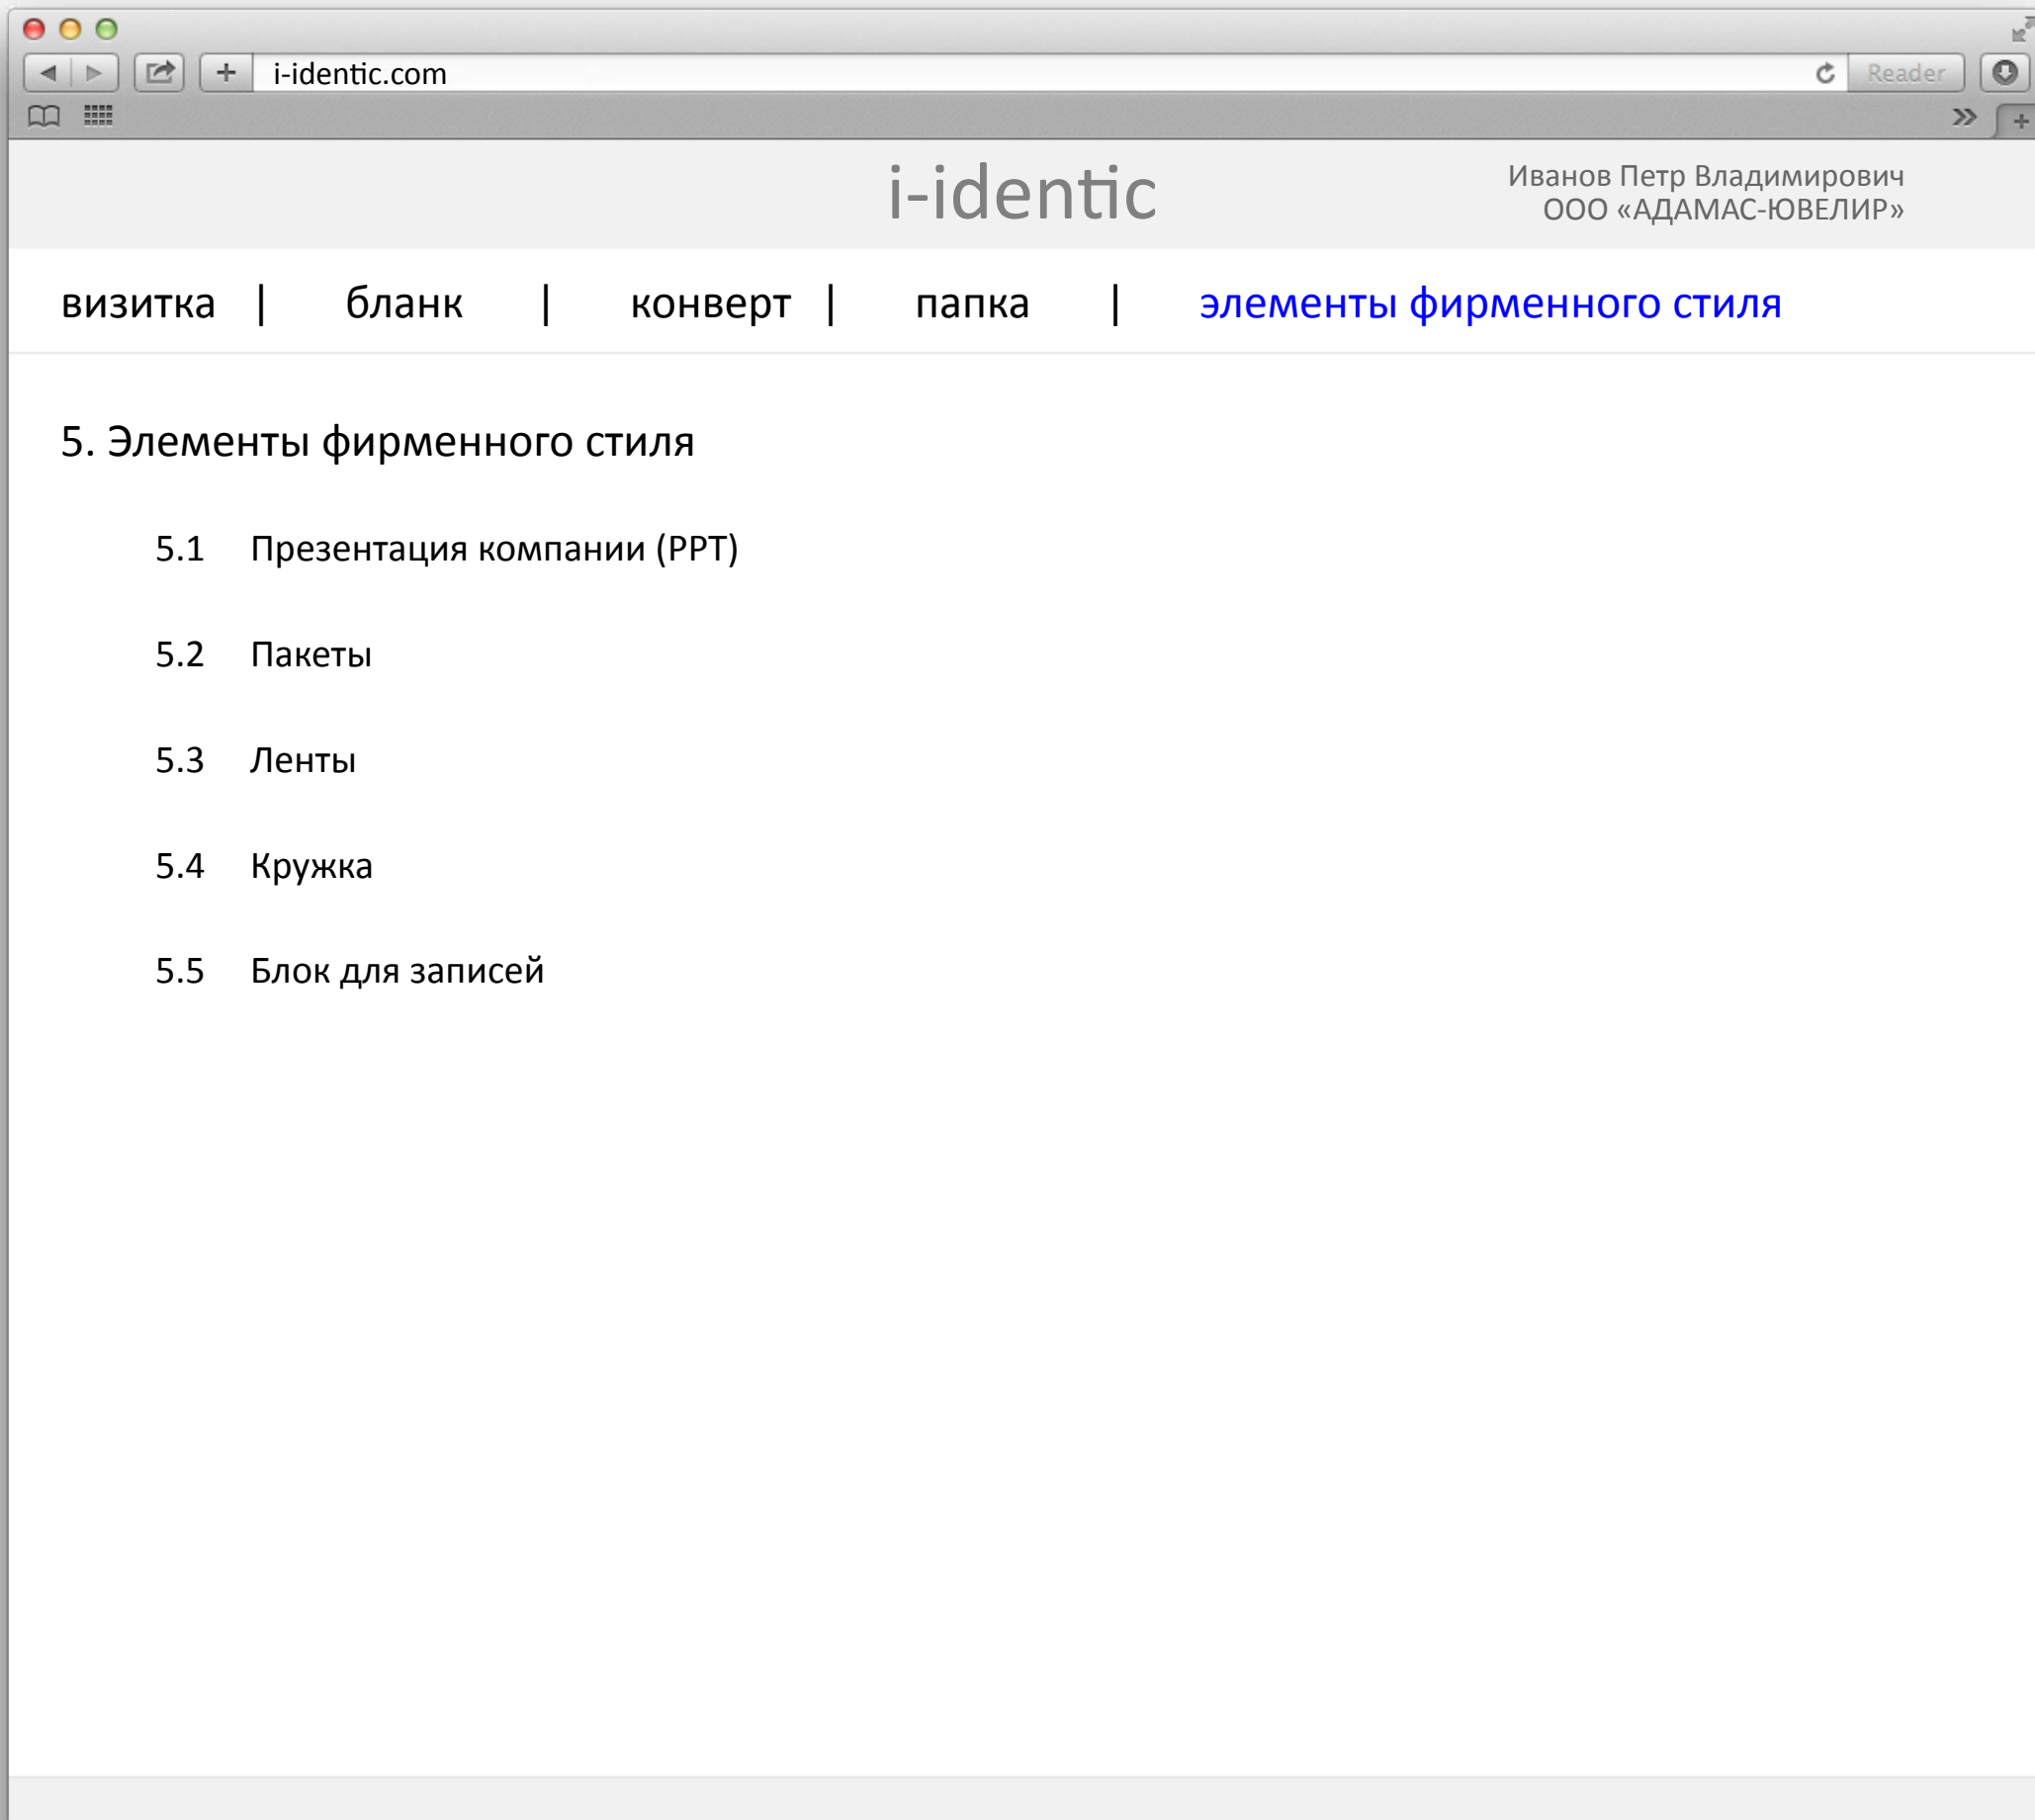 i-identic.com
Reader
i-identic
Иванов Петр Владимирович
ООО «АДАМАС-ЮВЕЛИР»
визитка | бланк | конверт | папка | элементы фирменного стиля
5. Элементы фирменного стиля
5.1 Презентация компании (PPT)
5.2 Пакеты
5.3 Ленты
5.4 Кружка
5.5 Блок для записей